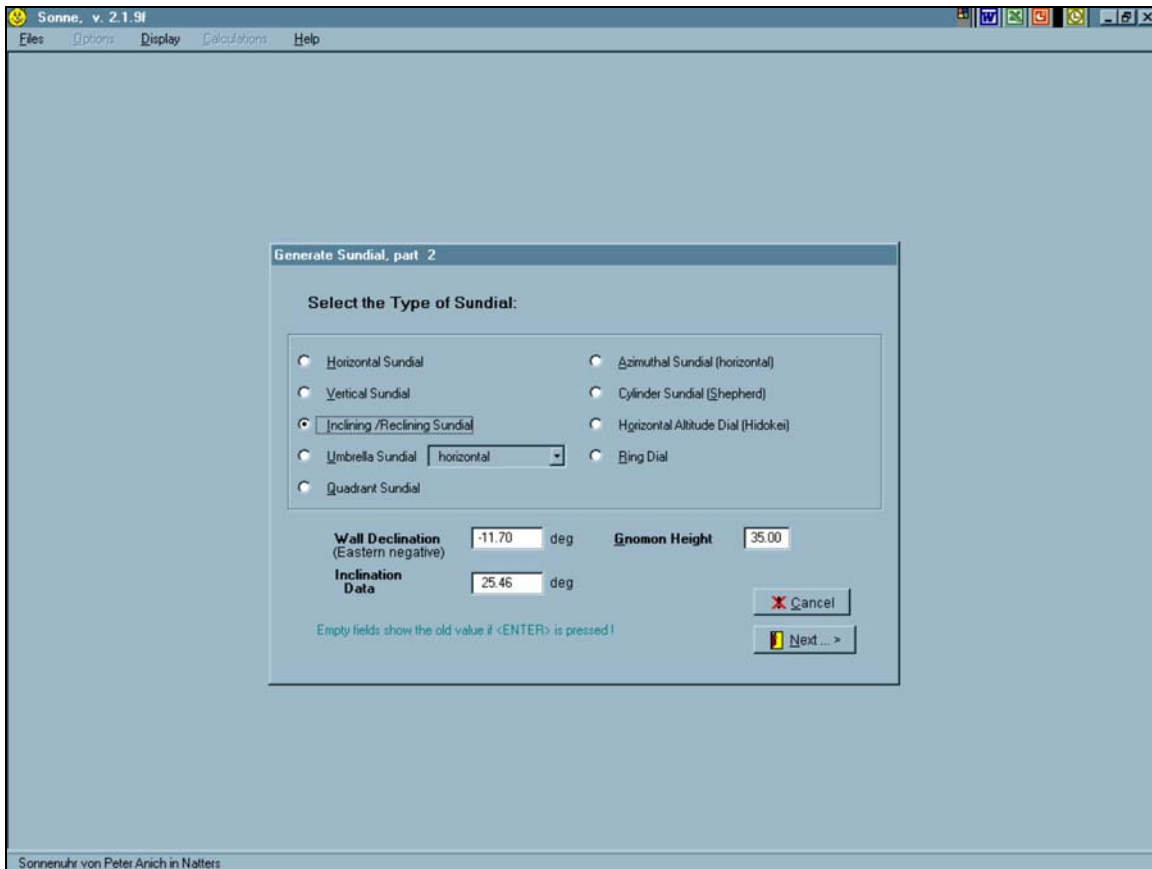 Sonne, v. 2.1.9f
Files Options Display Calculations Help
Generate Sundial, part 2
Select the Type of Sundial:
Horizontal Sundial
Vertical Sundial
Inclining /Reclining Sundial
Umbrella Sundial horizontal
Quadrant Sundial
Azimuthal Sundial (horizontal)
Cylinder Sundial (Shepherd)
Horizontal Altitude Dial (Hidokei)
Ring Dial
Wall Declination -11.70 deg Gnomon Height 35.00
(Eastern negative)
Inclination
Data 25.46 deg
Cancel
Empty fields show the old value if <ENTER> is pressed !
Next ... >
Sonnenuhr von Peter Anich in Natters